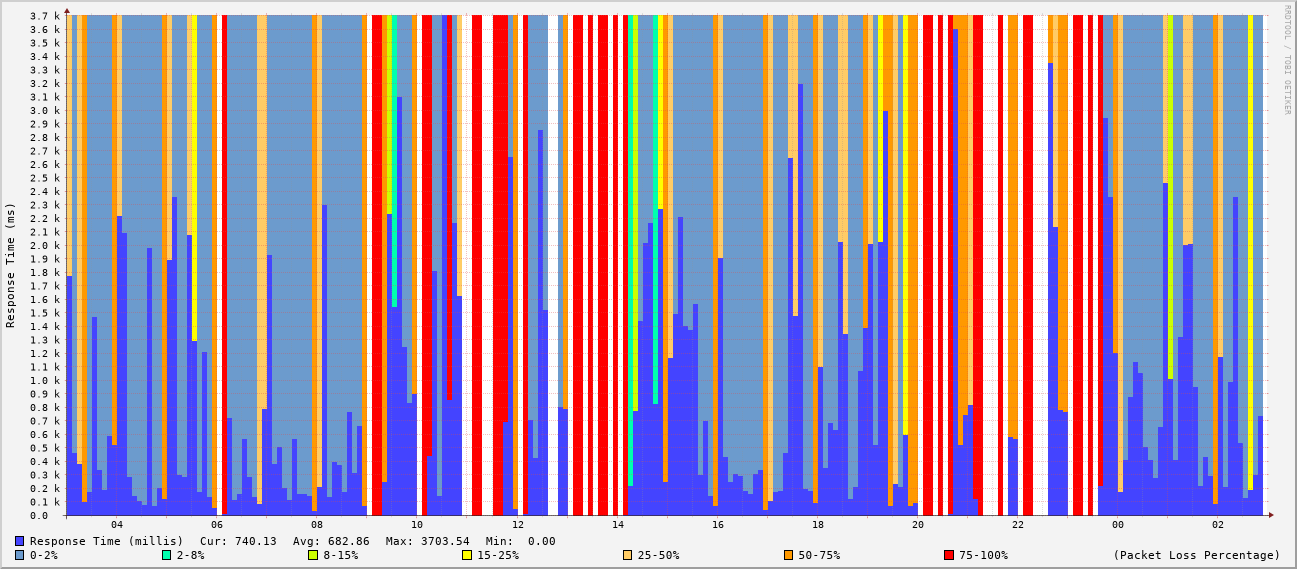 RRDTOOL / TOBI OETIKER
Response Time (ms)
3.7 k
3.6 k
3.4 k
3.3 k
3.1 k
3.0 k
2.9 k
2.8 k
2.7 k
2.6 k
2.5 k
2.4 k
2.2 k
2.1 k
2.0 k
1.9 k
1.8 k
1.7 k
1.6 k
1.5 k
1.4 k
1.3 k
1.2 k
1.1 k
1.0 k
0.9 k
0.8 k
0.7 k
0.6 k
0.5 k
0.4 k
0.3 k
0.2 k
0.1 k
0.0
04 06 08 10 12 14 16 18 20 22 00 02
Response Time (millis) Cur: 740.13 Avg: 682.86 Max: 3703.54 Min: 0.00
0-2% 2-8% 8-15% 15-25% 25-50% 50-75% 75-100% (Packet Loss Percentage)